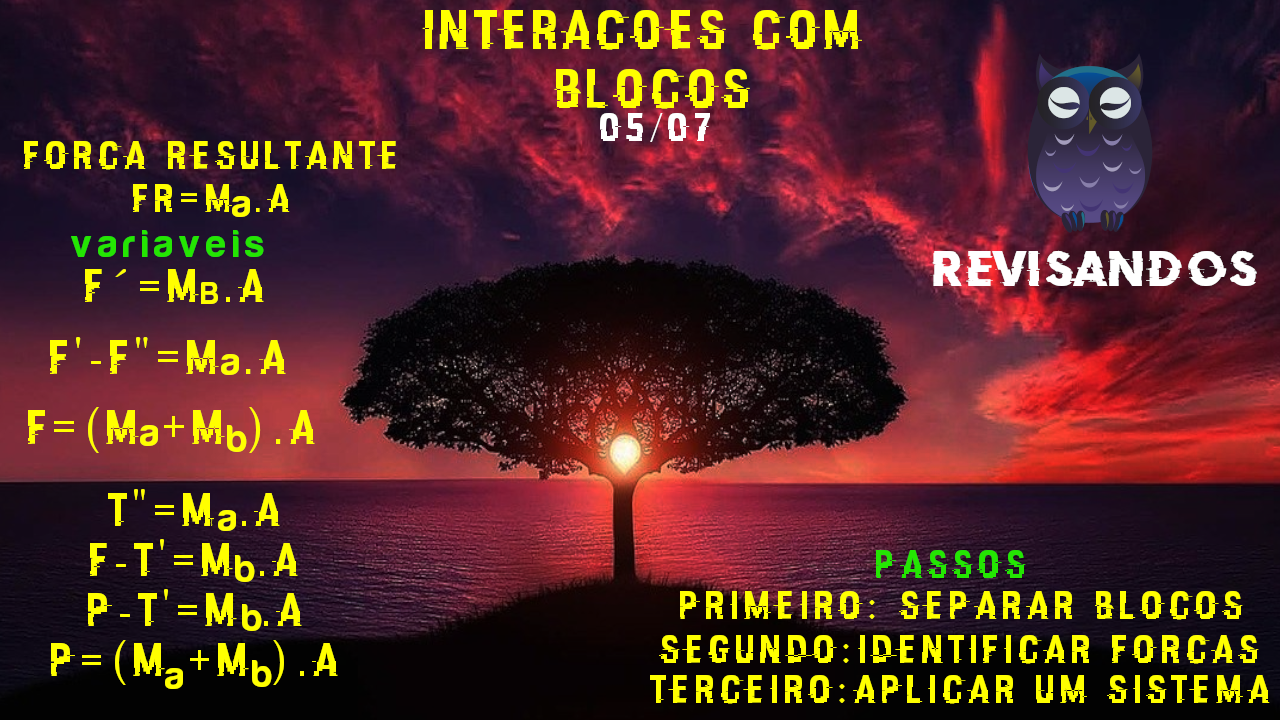 INTERACOES COM
BLOCOS
05/07
FORCA RESULTANTE
FR=Ma.A
variaveis
F´=MB.A
F'-F"=Ma.A
F=(Ma+Mb).A
T"=Ma.A
F-T'=Mb.A
P-T'=Mb.A
P=(Ma+Mb).A
REVISANDOS
PASSOS
PRIMEIRO: SEPARAR BLOCOS
SEGUNDO:IDENTIFICAR FORCAS
TERCEIRO:APLICAR UM SISTEMA